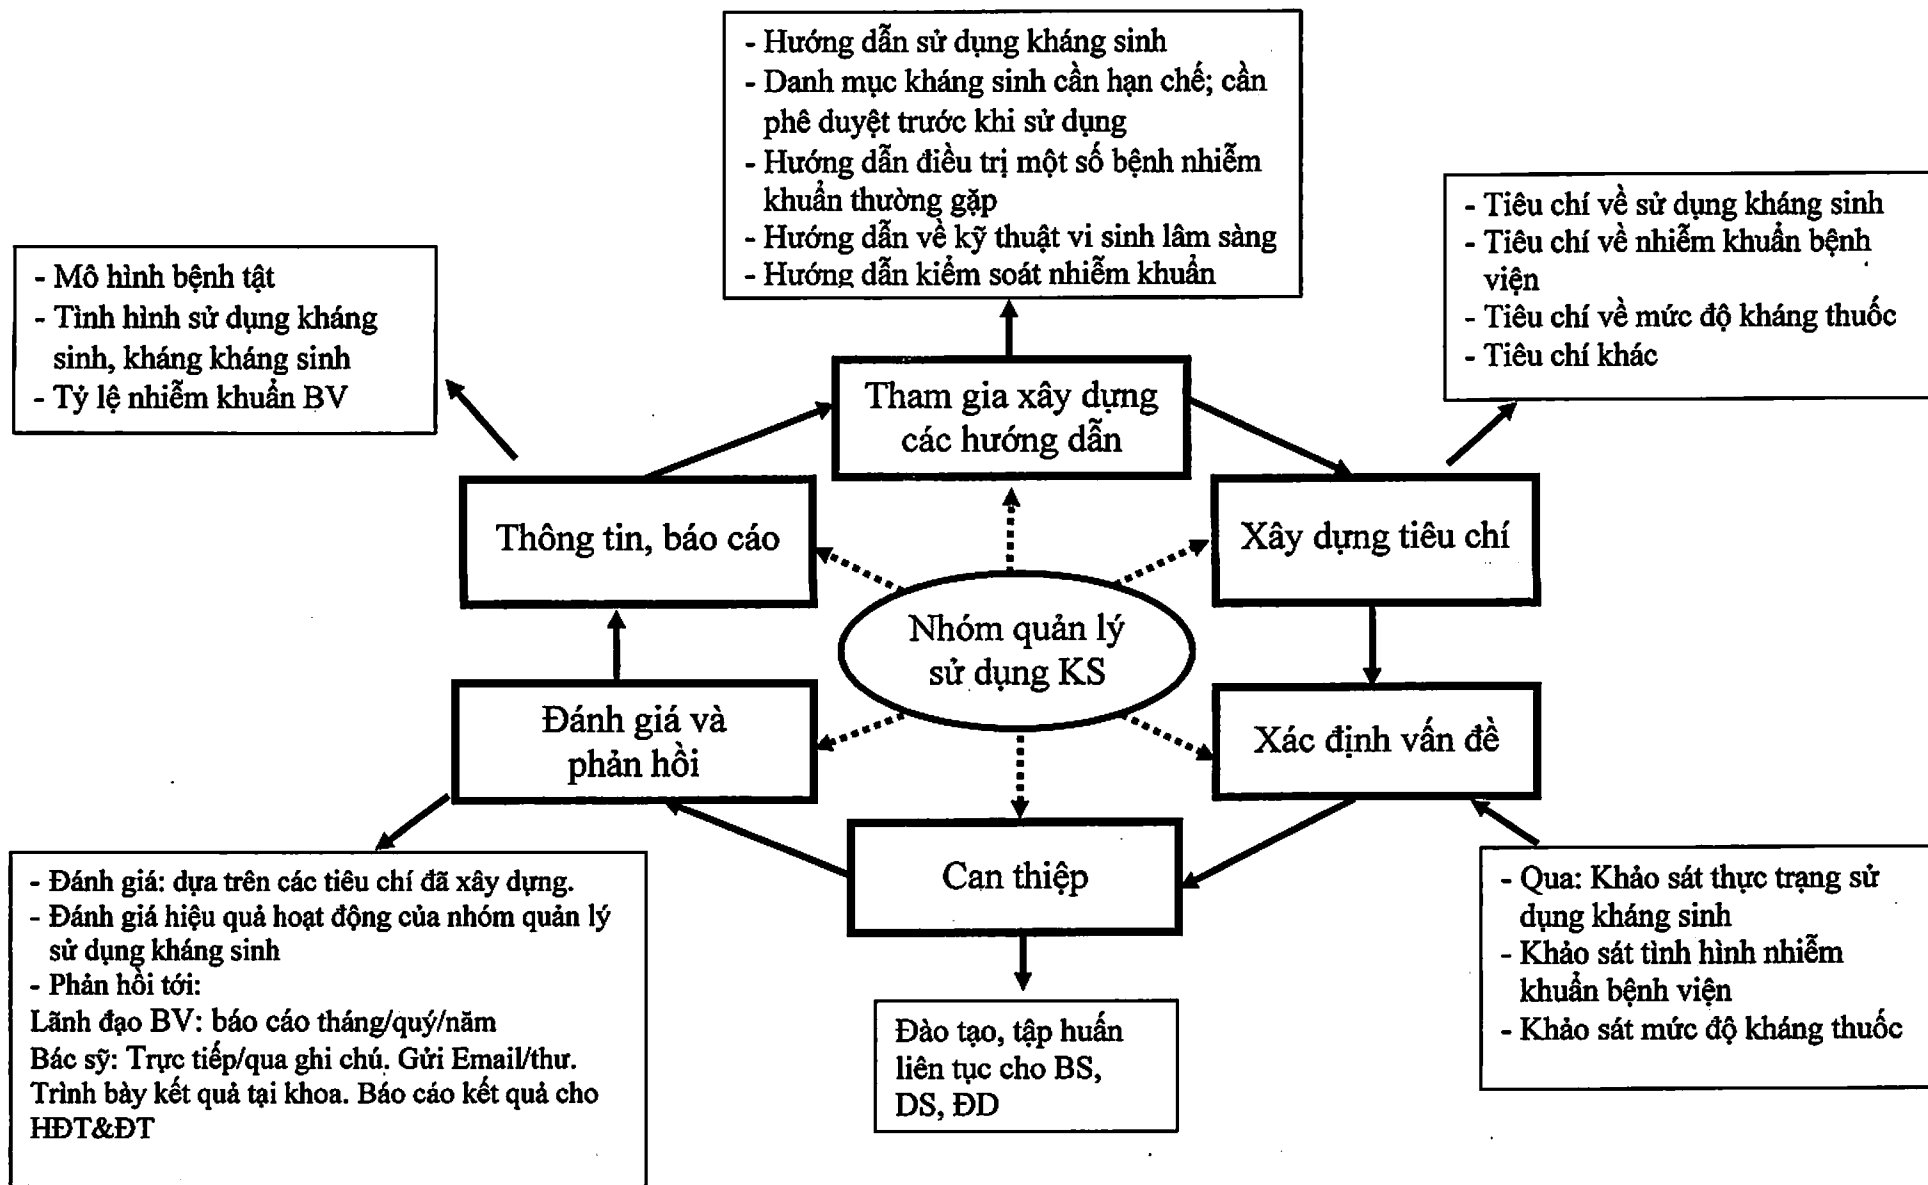 - Hướng dẫn sử dụng kháng sinh
- Danh mục kháng sinh cần hạn chế; cần
phê duyệt trước khi sử dụng
- Hướng dẫn điều trị một số bệnh nhiễm
khuẩn thường gặp
- Hướng dẫn về kỹ thuật vi sinh lâm sàng
- Hướng dẫn kiểm soát nhiễm khuẩn
- Tiêu chí về sử dụng kháng sinh
- Tiêu chí về nhiễm khuẩn bệnh
viện
- Tiêu chí về mức độ kháng thuốc
- Tiêu chí khác
- Mô hình bệnh tật
- Tình hình sử dụng kháng
sinh, kháng kháng sinh
- Tỷ lệ nhiễm khuẩn BV
Tham gia xây dựng
các hướng dẫn
Thông tin, báo cáo
Xây dựng tiêu chí
Nhóm quản lý
sử dụng KS
Đánh giá và
phản hồi
Xác định vấn đề
Can thiệp
- Đánh giá: dựa trên các tiêu chí đã xây dựng.
- Đánh giá hiệu quả hoạt động của nhóm quản lý
sử dụng kháng sinh
- Phản hồi tới:
Lãnh đạo BV: báo cáo tháng/quý/năm
Bác sỹ: Trực tiếp/qua ghi chú. Gửi Email/thư.
Trình bày kết quả tại khoa. Báo cáo kết quả cho
HĐT&ĐT
Đào tạo, tập huấn
liên tục cho BS,
DS, ĐD
- Qua: Khảo sát thực trạng sử
dụng kháng sinh
- Khảo sát tình hình nhiễm
khuẩn bệnh viện
- Khảo sát mức độ kháng thuốc